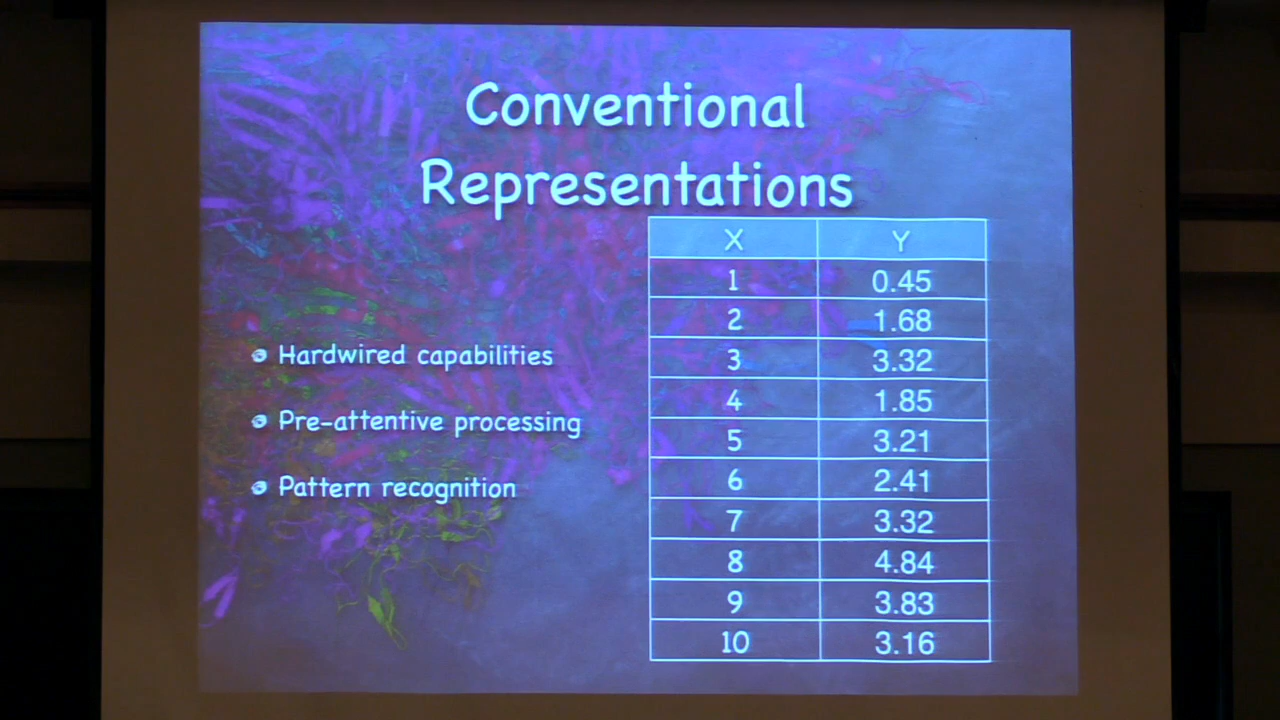 Conventional
Representations
Hardwired capabilities
Pre-attentive processing
Pattern recognition
X Y
1 0.45
2 1.68
3 3.32
4 1.85
5 3.21
6 2.41
7 3.32
8 4.84
9 3.83
10 3.16